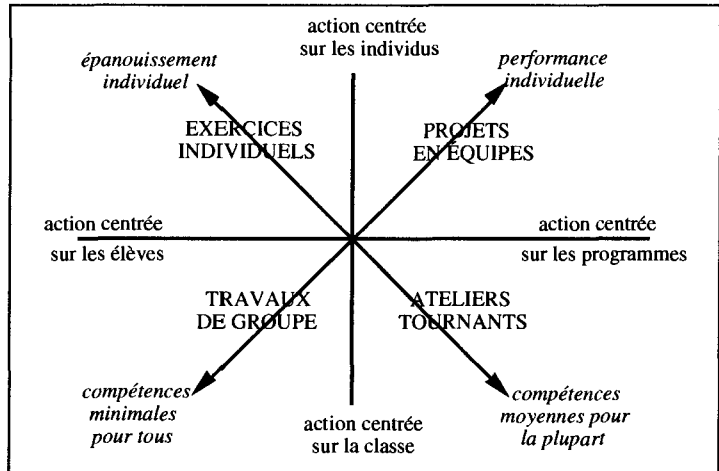 action centrée
sur les individus
épanouissement
individuel
performance
individuelle
EXERCICES
INDIVIDUELS
PROJETS
EN ÉQUIPES
action centrée
sur les élèves
action centrée
sur les programmes
TRAVAUX
DE GROUPE
ATELIERS
TOURNANTS
compétences
minimales
pour tous
action centrée
sur la classe
compétences
moyennes pour
la plupart